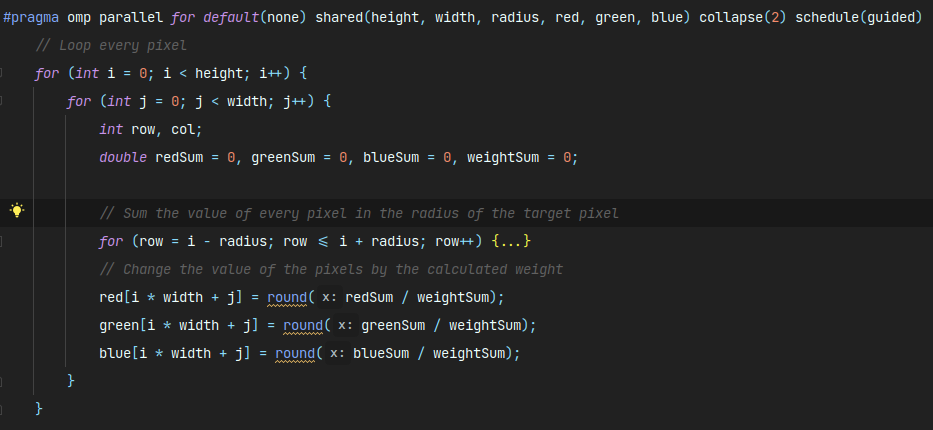 #pragma omp parallel for default(none) shared(height, width, radius, red, green, blue) collapse(2) schedule(guided)
// Loop every pixel
for (int i = 0; i < height; i++) {
for (int j = 0; j < width; j++) {
int row, col;
double redSum = 0, greenSum = 0, blueSum = 0, weightSum = 0;
// Sum the value of every pixel in the radius of the target pixel
for (row = i - radius; row <= i + radius; row++) {...}
// Change the value of the pixels by the calculated weight
red[i * width + j] = round( x: redSum / weightSum);
green[i * width + j] = round( x: greenSum / weightSum);
blue[i * width + j] = round( x: blueSum / weightSum);
}
}